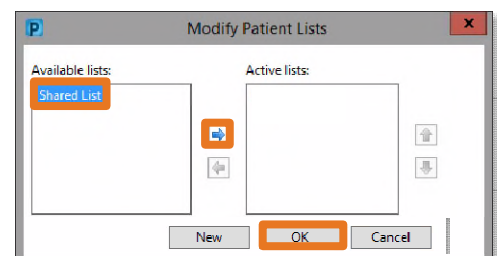 P Modify Patient Lists x
Available lists: Active lists:
Shared List
New OK Cancel